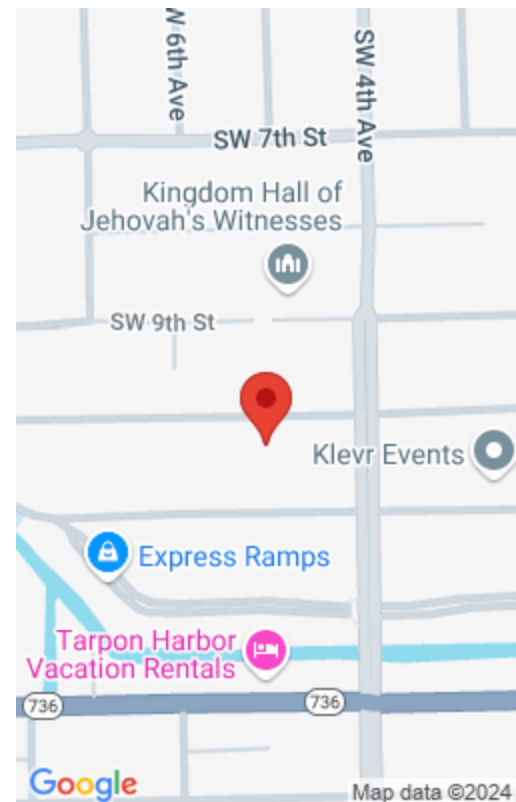 W 6th Ave
SW 4th Ave
SW 7th St
Kingdom Hall of
Jehovah's Witnesses
SW 9th St
Klevr Events
Express Ramps
Tarpon Harbor
Vacation Rentals
736
736
Google
Map data ©2024